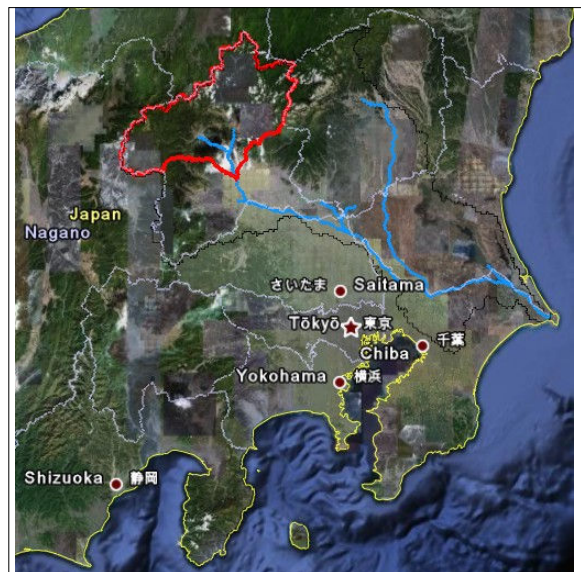 Japan
Nagano
さいたま Saitama
Tōkyō 東京
Chiba 千葉
Yokohama 横浜
Shizuoka 静岡